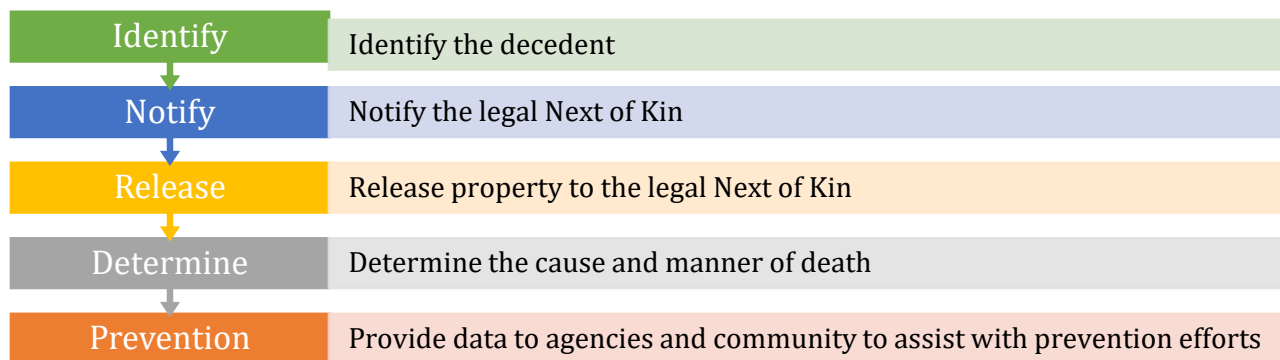 Identify
Identify the decedent
Notify
Notify the legal Next of Kin
Release
Release property to the legal Next of Kin
Determine
Determine the cause and manner of death
Prevention
Provide data to agencies and community to assist with prevention efforts